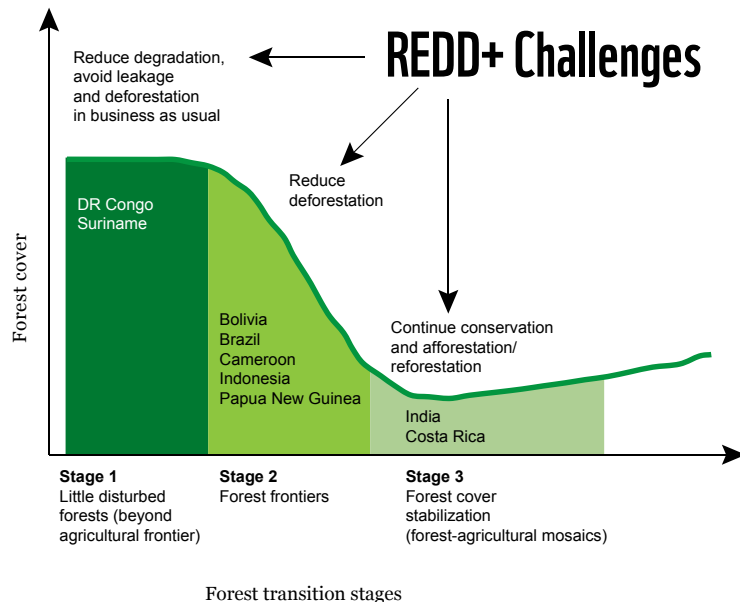 REDD+ Challenges
Reduce degradation,
avoid leakage
and deforestation
in business as usual
Reduce
deforestation
Continue conservation
and afforestation/
reforestation
Forest cover
DR Congo
Suriname
Bolivia
Brazil
Cameroon
Indonesia
Papua New Guinea
India
Costa Rica
Stage 1
Little disturbed
forests (beyond
agricultural frontier)
Stage 2
Forest frontiers
Stage 3
Forest cover
stabilization
(forest-agricultural mosaics)
Forest transition stages